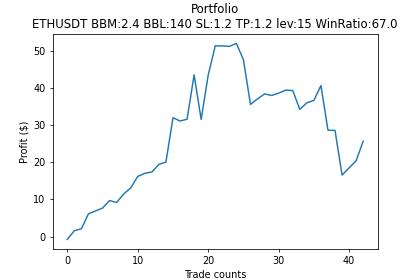 Portfolio
ETHUSDT BBM:2.4 BBL:140 SL:1.2 TP:1.2 lev:15 WinRatio:67.0
Profit ($)
50
40
30
20
10
0
0 10 20 30 40
Trade counts